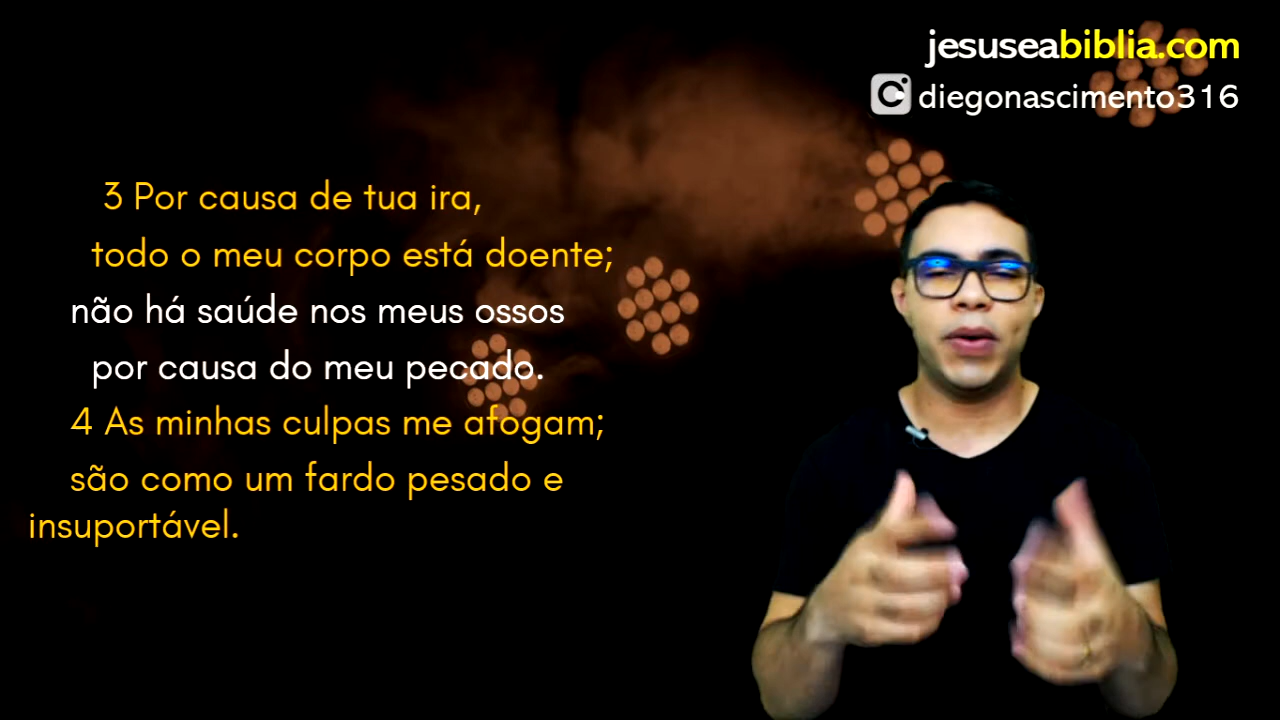 jesuseabiblia.com
diegonascimento316
3 Por causa de tua ira,
todo o meu corpo está doente;
não há saúde nos meus ossos
por causa do meu pecado.
4 As minhas culpas me afogam;
são como um fardo pesado e
insuportável.